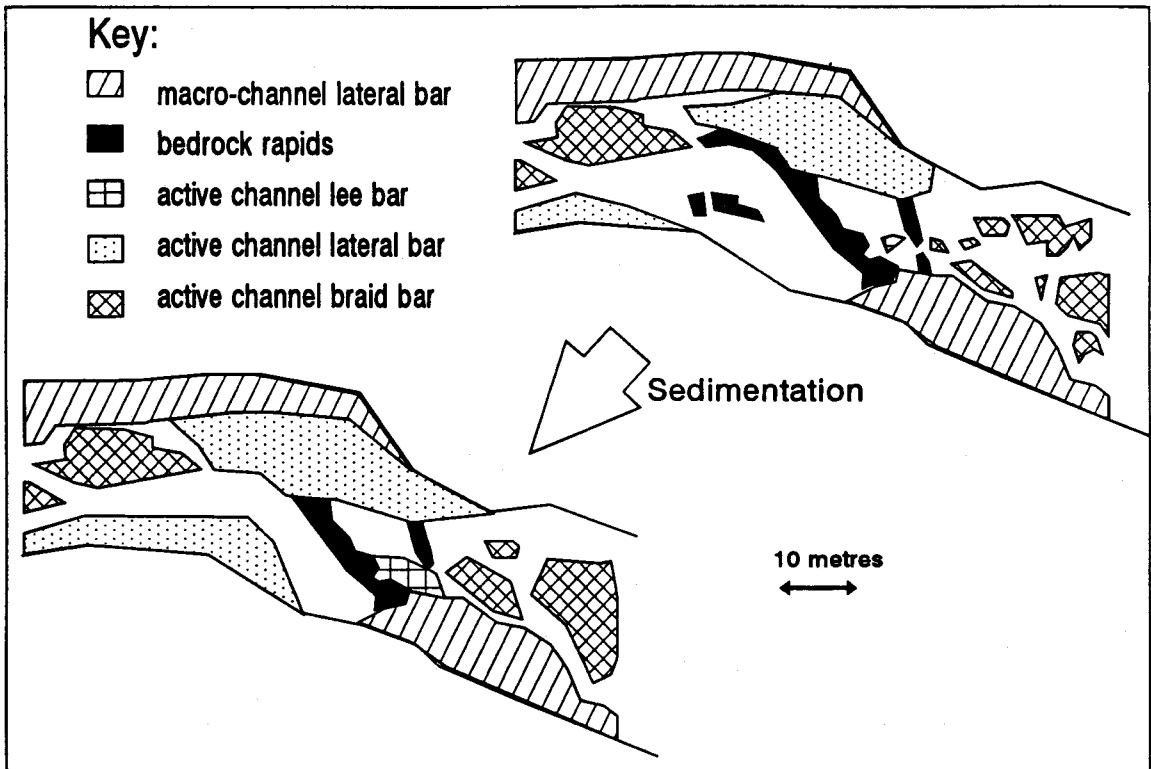 Key:
macro-channel lateral bar
bedrock rapids
active channel lee bar
active channel lateral bar
active channel braid bar
Sedimentation
10 metres